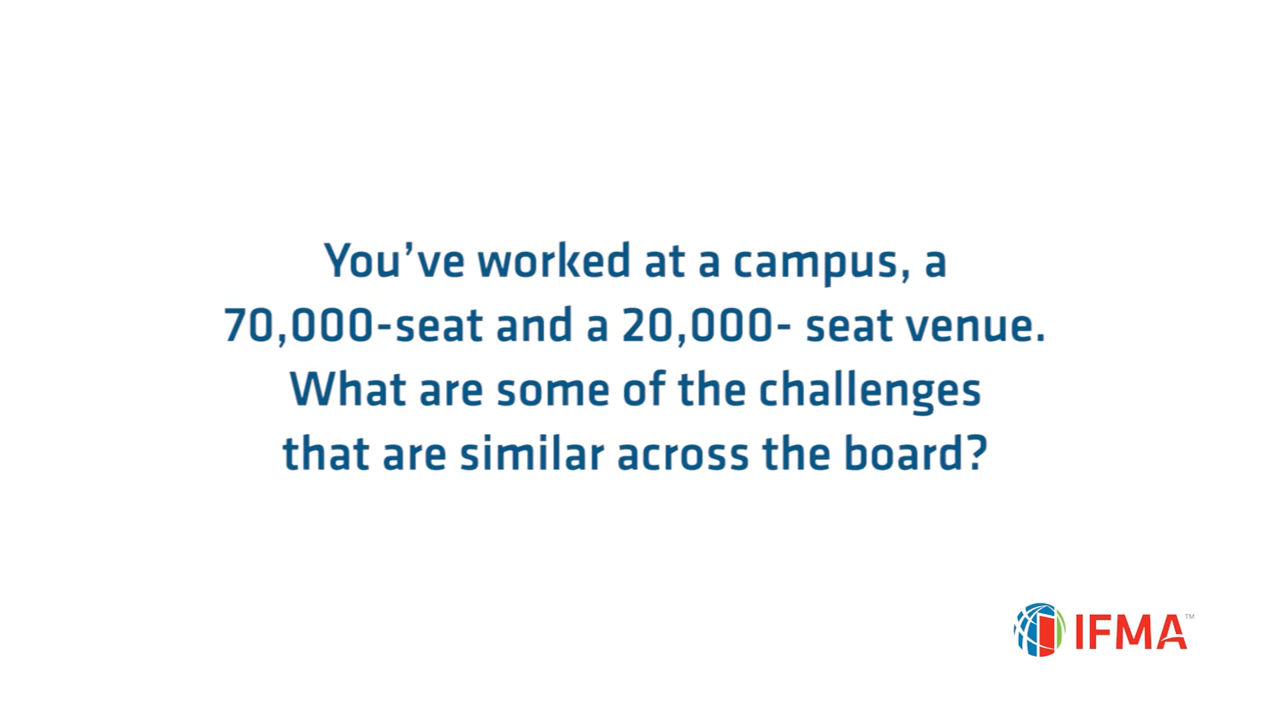 You’ve worked at a campus, a
70,000-seat and a 20,000- seat venue.
What are some of the challenges
that are similar across the board?
IFMA™